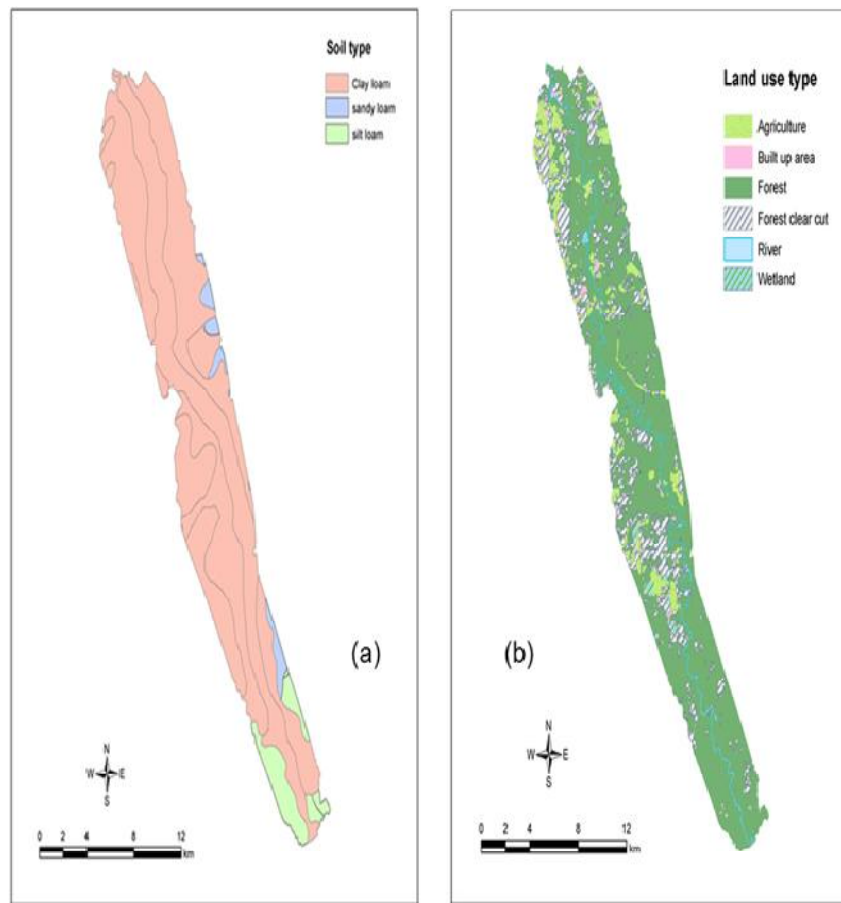 Soil type
Clay loam
sandy loam
silt loam
(a)
N
W E
S
0 2 4 8 12
km
Land use type
Agriculture
Built up area
Forest
Forest clear cut
River
Wetland
(b)
N
W E
S
0 2 4 8 12
km